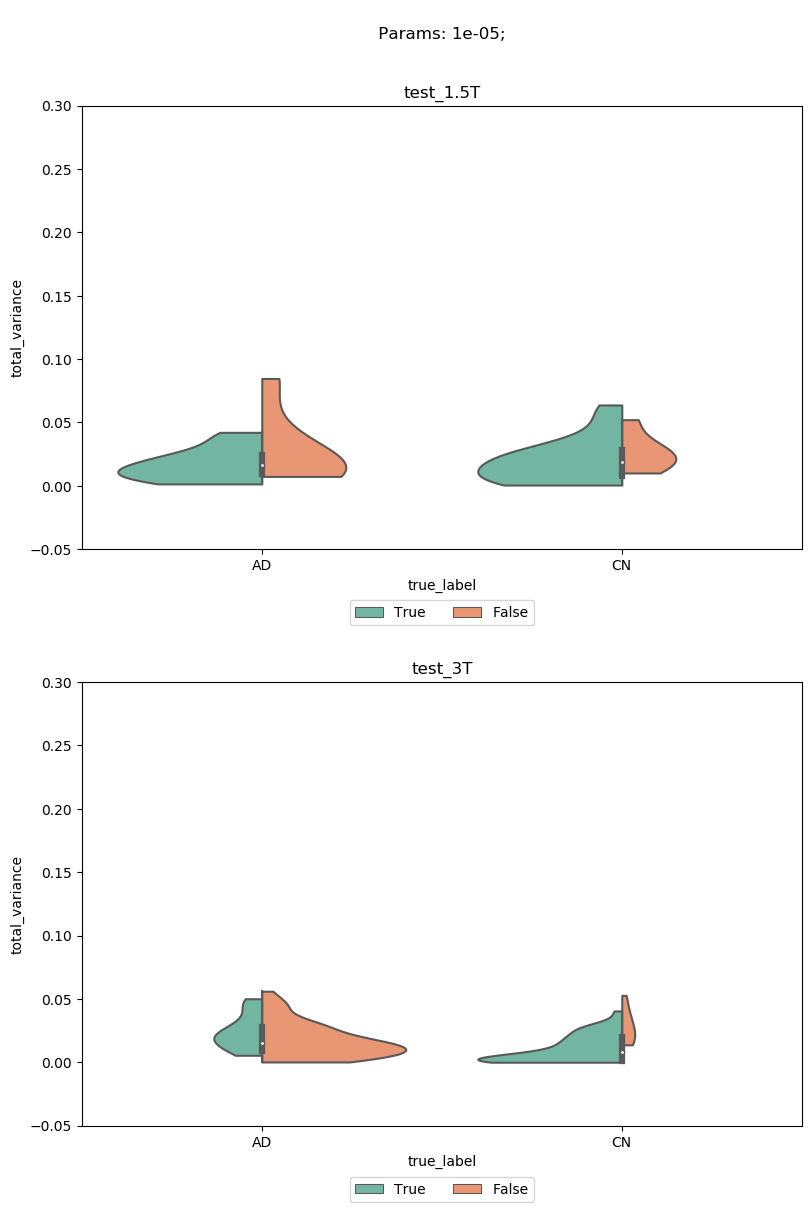 Params: 1e-05;
test_1.5T
0.30
0.25
0.20
0.15
0.10
0.05
0.00
−0.05
total_variance
AD CN
true_label
True False
test_3T
0.30
0.25
0.20
0.15
0.10
0.05
0.00
−0.05
total_variance
AD CN
true_label
True False